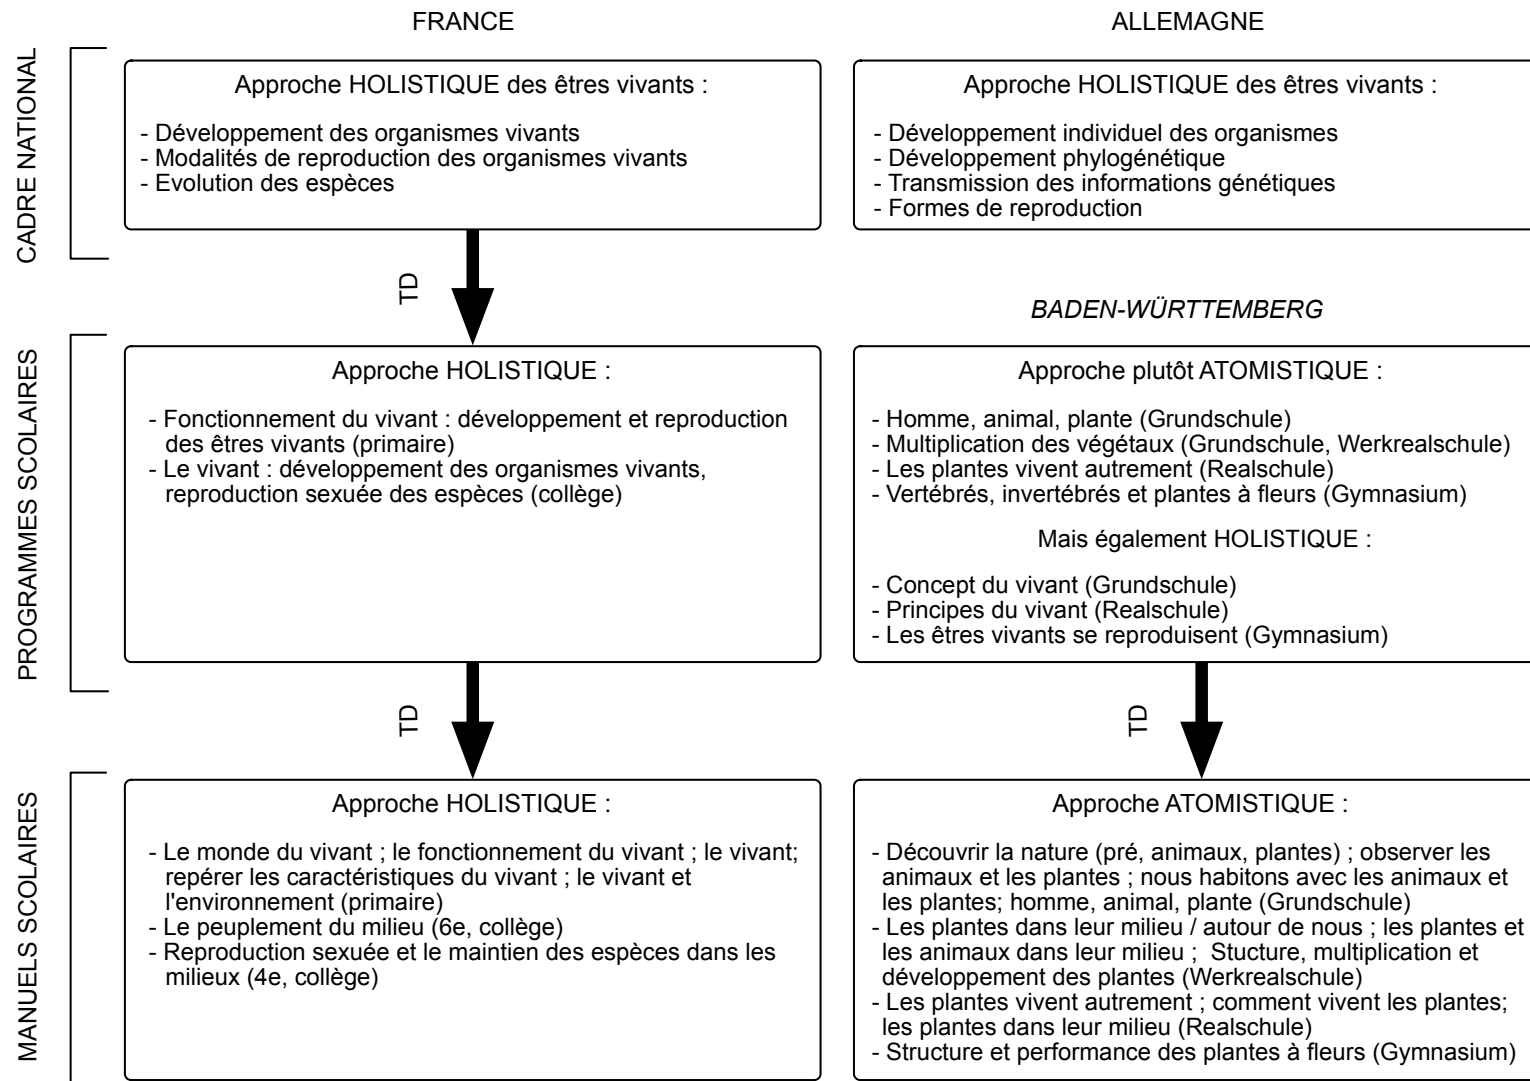 FRANCE
ALLEMAGNE
CADRE NATIONAL
Approche HOLISTIQUE des êtres vivants :
- Développement des organismes vivants
- Modalités de reproduction des organismes vivants
- Evolution des espèces
Approche HOLISTIQUE des êtres vivants :
- Développement individuel des organismes
- Développement phylogénétique
- Transmission des informations génétiques
- Formes de reproduction
TD
BADEN-WÜRTTEMBERG
PROGRAMMES SCOLAIRES
Approche HOLISTIQUE :
- Fonctionnement du vivant : développement et reproduction
des êtres vivants (primaire)
- Le vivant : développement des organismes vivants,
reproduction sexuée des espèces (collège)
Approche plutôt ATOMISTIQUE :
- Homme, animal, plante (Grundschule)
- Multiplication des végétaux (Grundschule, Werkrealschule)
- Les plantes vivent autrement (Realschule)
- Vertébrés, invertébrés et plantes à fleurs (Gymnasium)
Mais également HOLISTIQUE :
- Concept du vivant (Grundschule)
- Principes du vivant (Realschule)
- Les êtres vivants se reproduisent (Gymnasium)
TD
TD
MANUELS SCOLAIRES
Approche HOLISTIQUE :
- Le monde du vivant ; le fonctionnement du vivant ; le vivant;
repérer les caractéristiques du vivant ; le vivant et
l'environnement (primaire)
- Le peuplement du milieu (6e, collège)
- Reproduction sexuée et le maintien des espèces dans les
milieux (4e, collège)
Approche ATOMISTIQUE :
- Découvrir la nature (pré, animaux, plantes) ; observer les
animaux et les plantes ; nous habitons avec les animaux et
les plantes; homme, animal, plante (Grundschule)
- Les plantes dans leur milieu / autour de nous ; les plantes et
les animaux dans leur milieu ; Stucture, multiplication et
développement des plantes (Werkrealschule)
- Les plantes vivent autrement ; comment vivent les plantes;
les plantes dans leur milieu (Realschule)
- Structure et performance des plantes à fleurs (Gymnasium)